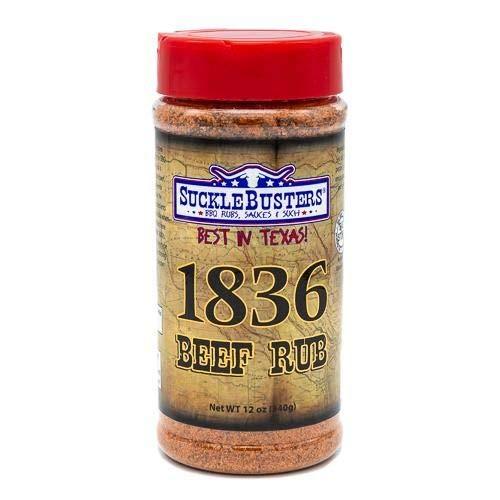 SuckleBusters®
BBQ Rubs, Sauces & Such
Best in Texas!
1836
Beef Rub
Net WT 12 oz (340g)